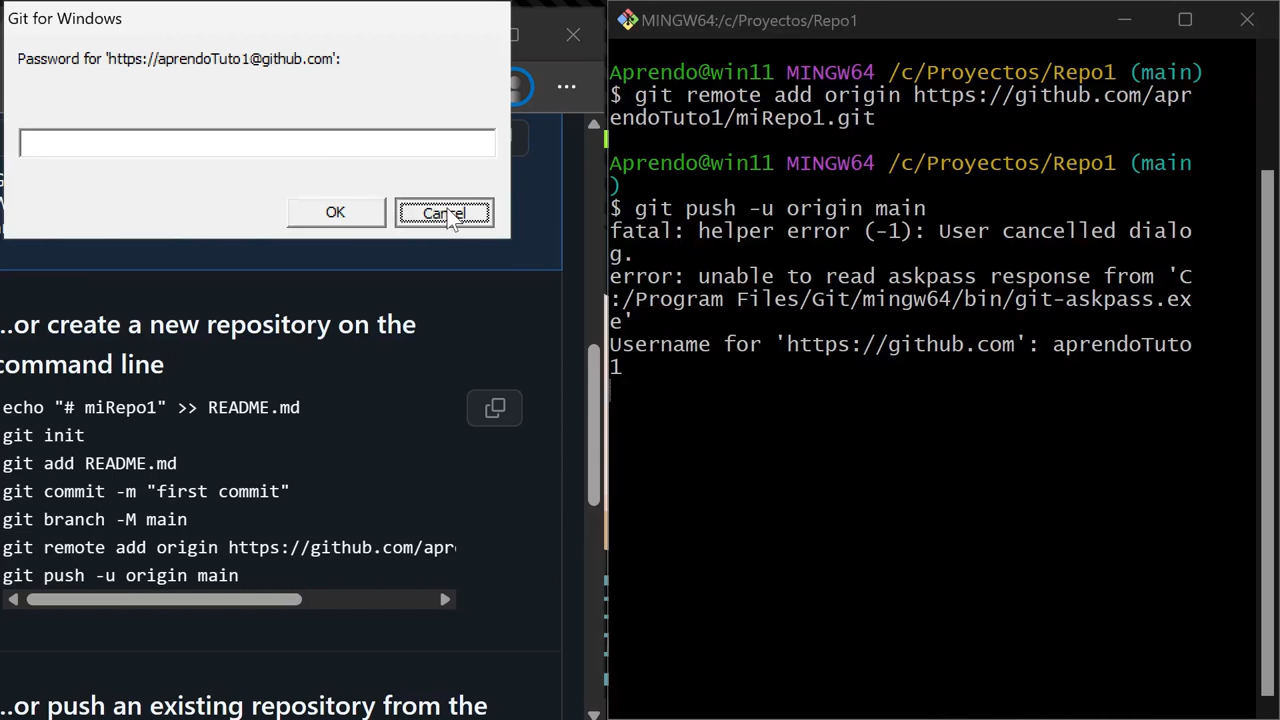 Git for Windows
Password for 'https://aprendoTuto1@github.com':
OK
Cancel
..or create a new repository on the
command line
echo "# miRepo1" >> README.md
git init
git add README.md
git commit -m "first commit"
git branch -M main
git remote add origin https://github.com/apr
git push -u origin main
..or push an existing repository from the
MINGW64:/c/Proyectos/Repo1
Aprendo@win11 MINGW64 /c/Proyectos/Repo1 (main)
$ git remote add origin https://github.com/apr
endoTuto1/miRepo1.git
Aprendo@win11 MINGW64 /c/Proyectos/Repo1 (main
)
$ git push -u origin main
fatal: helper error (-1): User cancelled dialo
g.
error: unable to read askpass response from 'C
:/Program Files/Git/mingw64/bin/git-askpass.ex
e'
Username for 'https://github.com': aprendoTuto
1